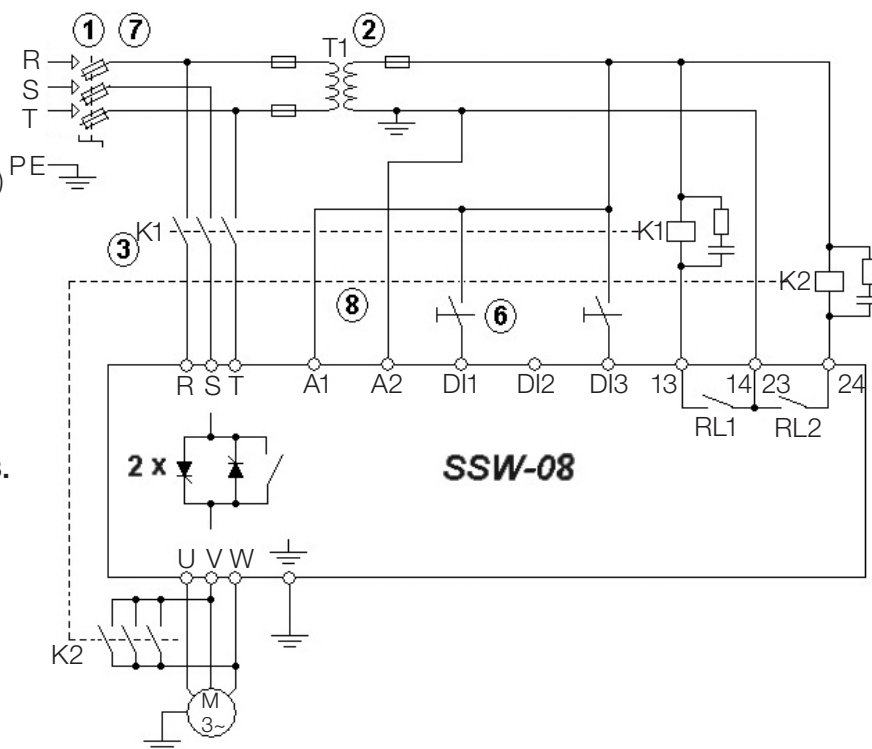 1 7 T1 2
R
S
T
PE
)
K1
3
K1
K2
8
6
R S T A1 A2 DI1 DI2 DI3 13 14 23 24
RL1 RL2
2 x
SSW-08
s.
U V W
K2
M
3~